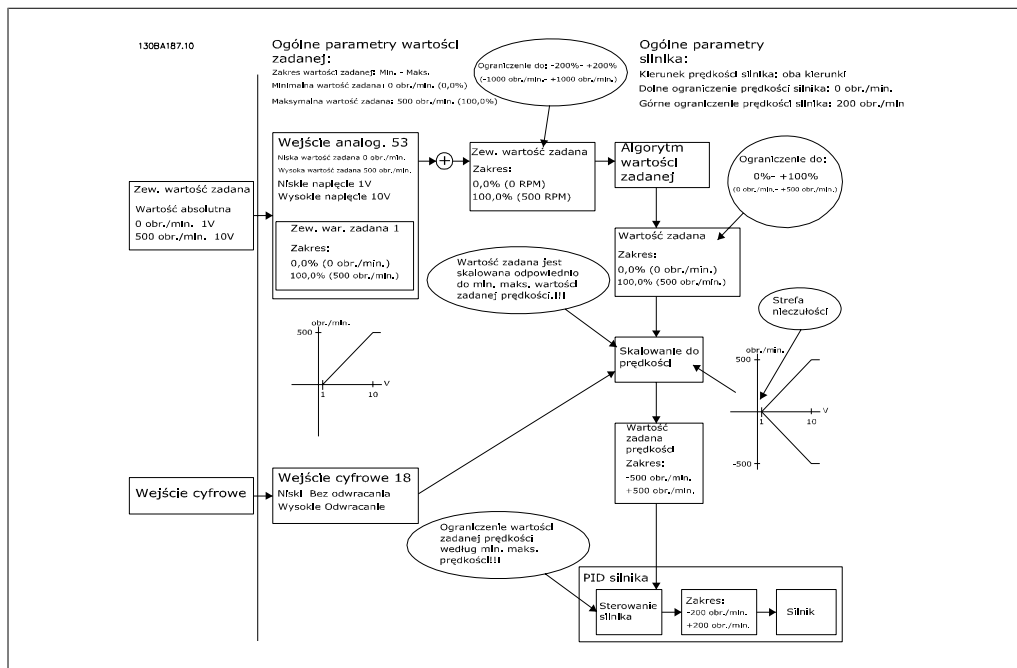 130BA187.10
Ogólne parametry wartości
zadanej:
Zakres wartości zadanej: Min. - Maks.
Minimalna wartość zadana: 0 obr./min. (0,0%)
Maksymalna wartość zadana: 500 obr./min. (100,0%)
Ograniczenie do: -200%- +200%
(-1000 obr./min.- +1000 obr./min.)
Ogólne parametry
silnika:
Kierunek prędkości silnika: oba kierunki
Dolne ograniczenie prędkości silnika: 0 obr./min.
Górne ograniczenie prędkości silnika: 200 obr./min
Zew. wartość zadana
Wartość absolutna
0 obr./min. 1V
500 obr./min. 10V
Wejście analog. 53
Niska wartość zadana 0 obr./min.
Wysoka wartość zadana 500 obr./min.
Niskie napięcie 1V
Wysokie napięcie 10V
Zew. war. zadana 1
Zakres:
0,0% (0 obr./min.)
100,0% (500 obr./min.)
+
Zew. wartość zadana
Zakres:
0,0% (0 RPM)
100,0% (500 RPM)
Algorytm
wartości
zadanej
Ograniczenie do:
0%- +100%
(0 obr./min.- +500 obr./min.)
Wartość zadana
Zakres:
0,0% (0 obr./min.)
100,0% (500 obr./min.)
Wartość zadana jest
skalowana odpowiednio
do min. maks. wartości
zadanej prędkości.!!!
Strefa
nieczułości
obr./min.
500
V
1
10
Skalowanie do
prędkości
obr./min.
500
V
1
10
-500
Wartość
zadana
prędkości
Zakres:
-500 obr./min.
+500 obr./min.
Wejście cyfrowe
Wejście cyfrowe 18
Niski Bez odwracania
Wysokie Odwracanie
Ograniczenie wartości
zadanej prędkości
według min. maks.
prędkości!!!
PID silnika
Sterowanie
silnika
Zakres:
-200 obr./min.
+200 obr./min.
Silnik